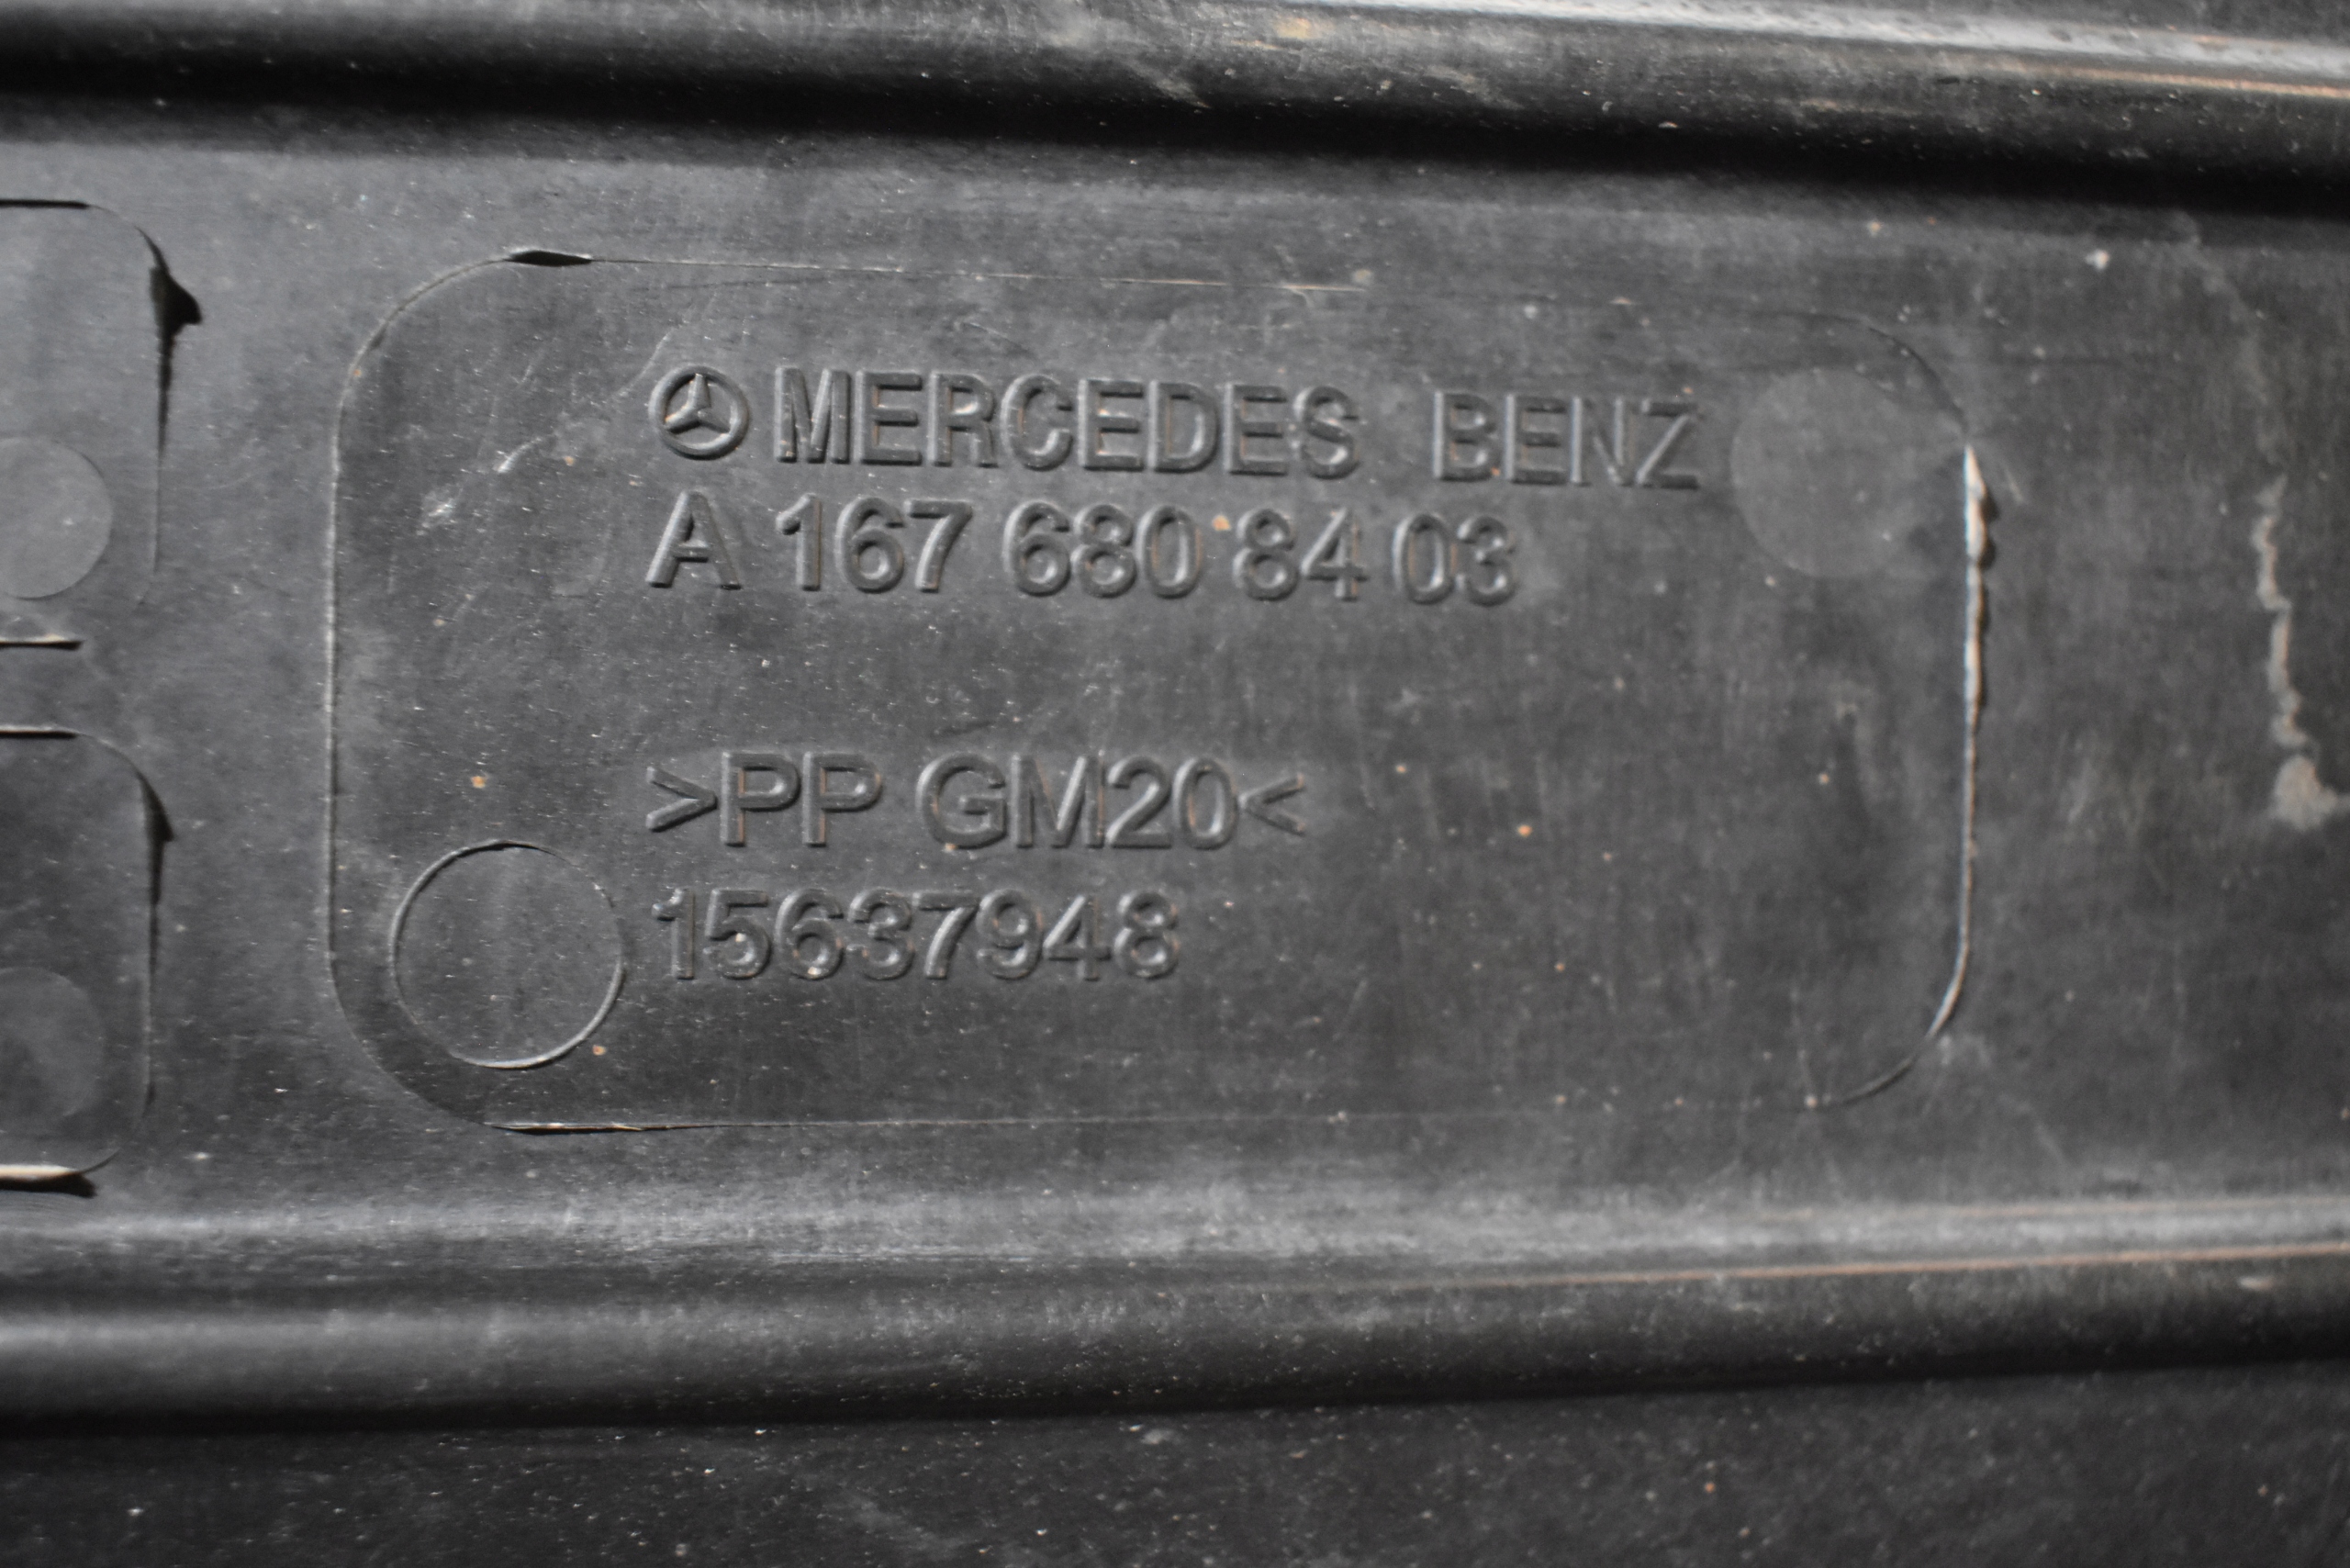 MERCEDES BENZ
A 167 680 84 03
>PP GM20<
15637948